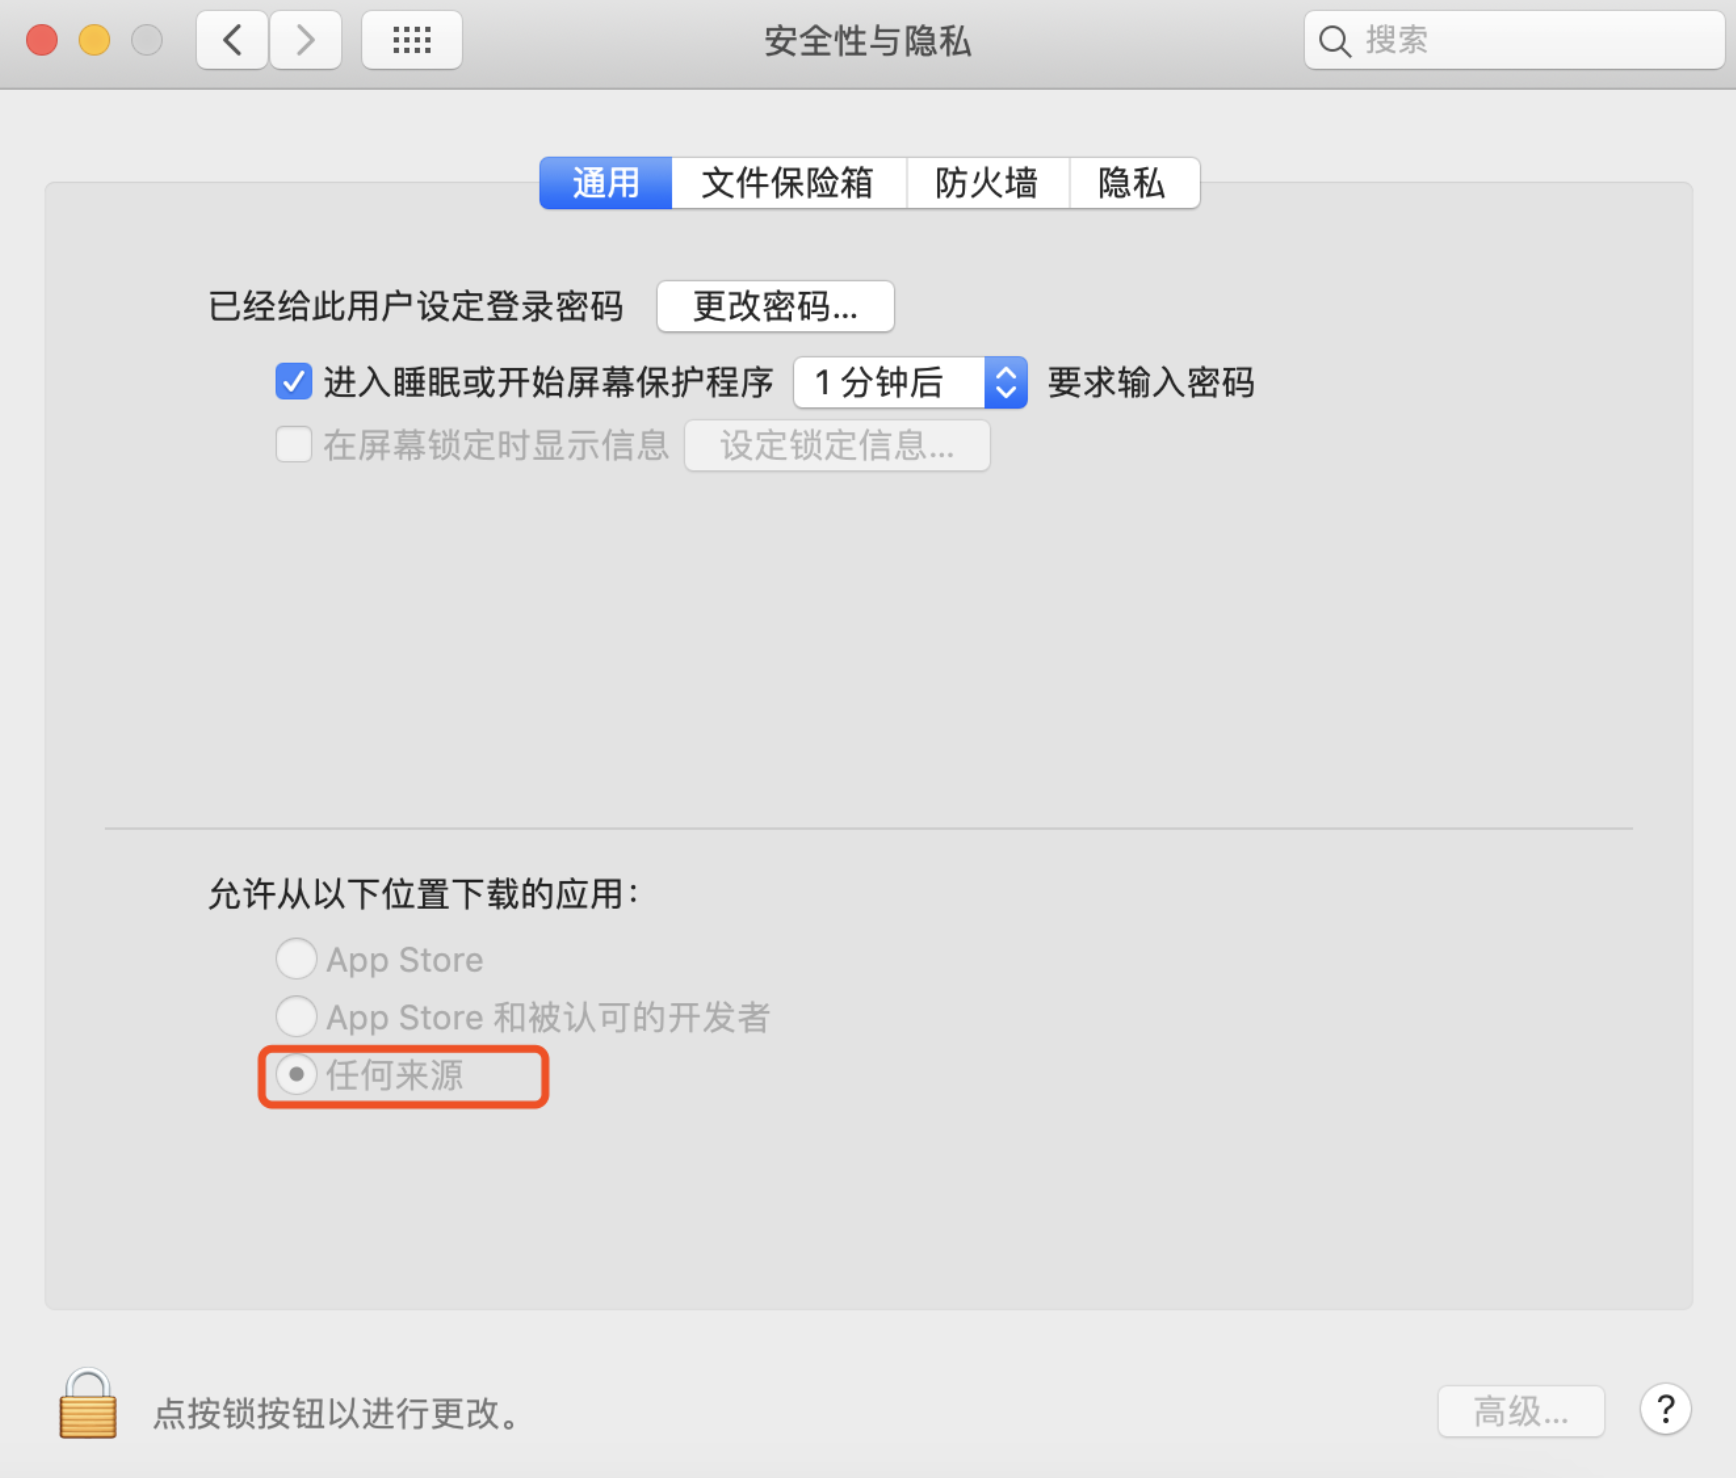 安全性与隐私
搜索
通用 文件保险箱 防火墙 隐私
已经给此用户设定登录密码 更改密码...
进入睡眠或开始屏幕保护程序 1 分钟后 要求输入密码
在屏幕锁定时显示信息 设定锁定信息...
允许从以下位置下载的应用：
App Store
App Store 和被认可的开发者
任何来源
点按锁按钮以进行更改。
高级... ?